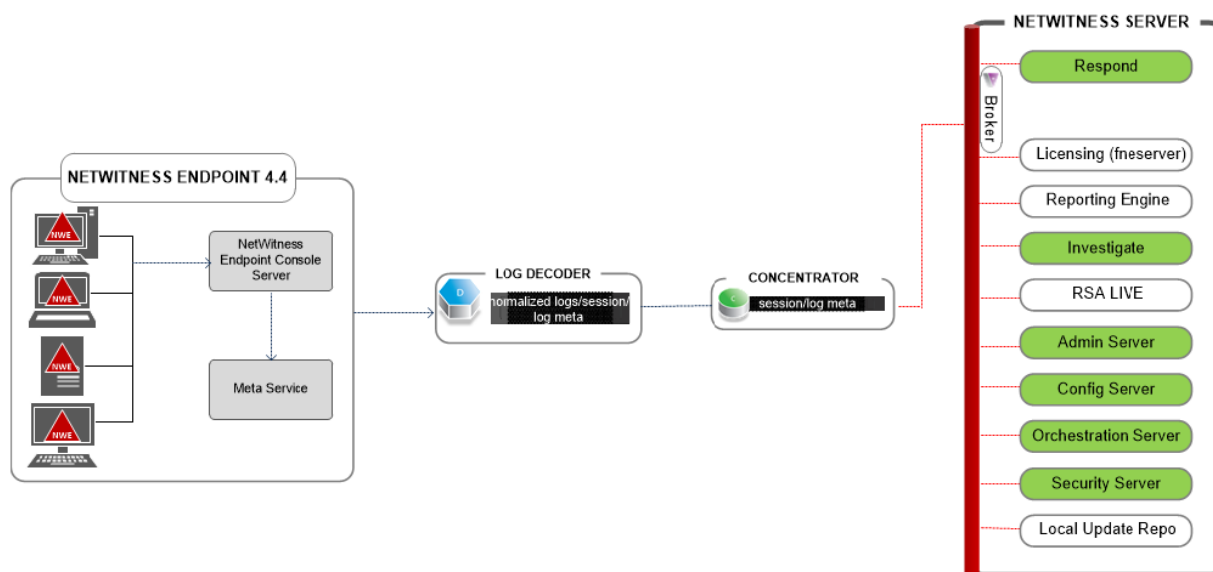 NETWITNESS SERVER
Respond
Broker
Licensing (fneserver)
Reporting Engine
Investigate
RSA LIVE
Admin Server
Config Server
Orchestration Server
Security Server
Local Update Repo
NETWITNESS ENDPOINT 4.4
NWE
NWE
NWE
NWE
NetWitness
Endpoint Console
Server
Meta Service
LOG DECODER
D
normalized logs/session/
log meta
CONCENTRATOR
C
session/log meta